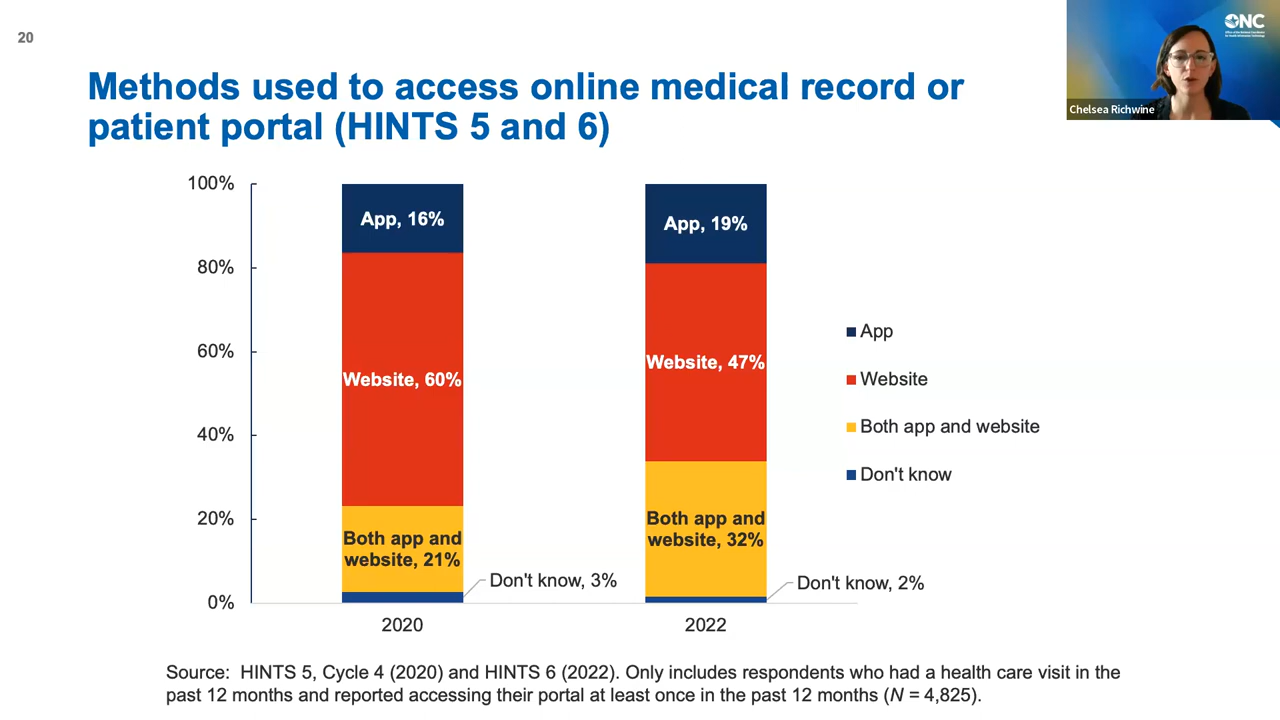 20
Methods used to access online medical record or
patient portal (HINTS 5 and 6)
ONC
Chelsea Richwine
100%
80%
60%
40%
20%
0%
App, 16%
Website, 60%
Both app and
website, 21%
Don't know, 3%
2020
App, 19%
Website, 47%
Both app and
website, 32%
Don't know, 2%
2022
App
Website
Both app and website
Don't know
Source: HINTS 5, Cycle 4 (2020) and HINTS 6 (2022). Only includes respondents who had a health care visit in the
past 12 months and reported accessing their portal at least once in the past 12 months (N = 4,825).